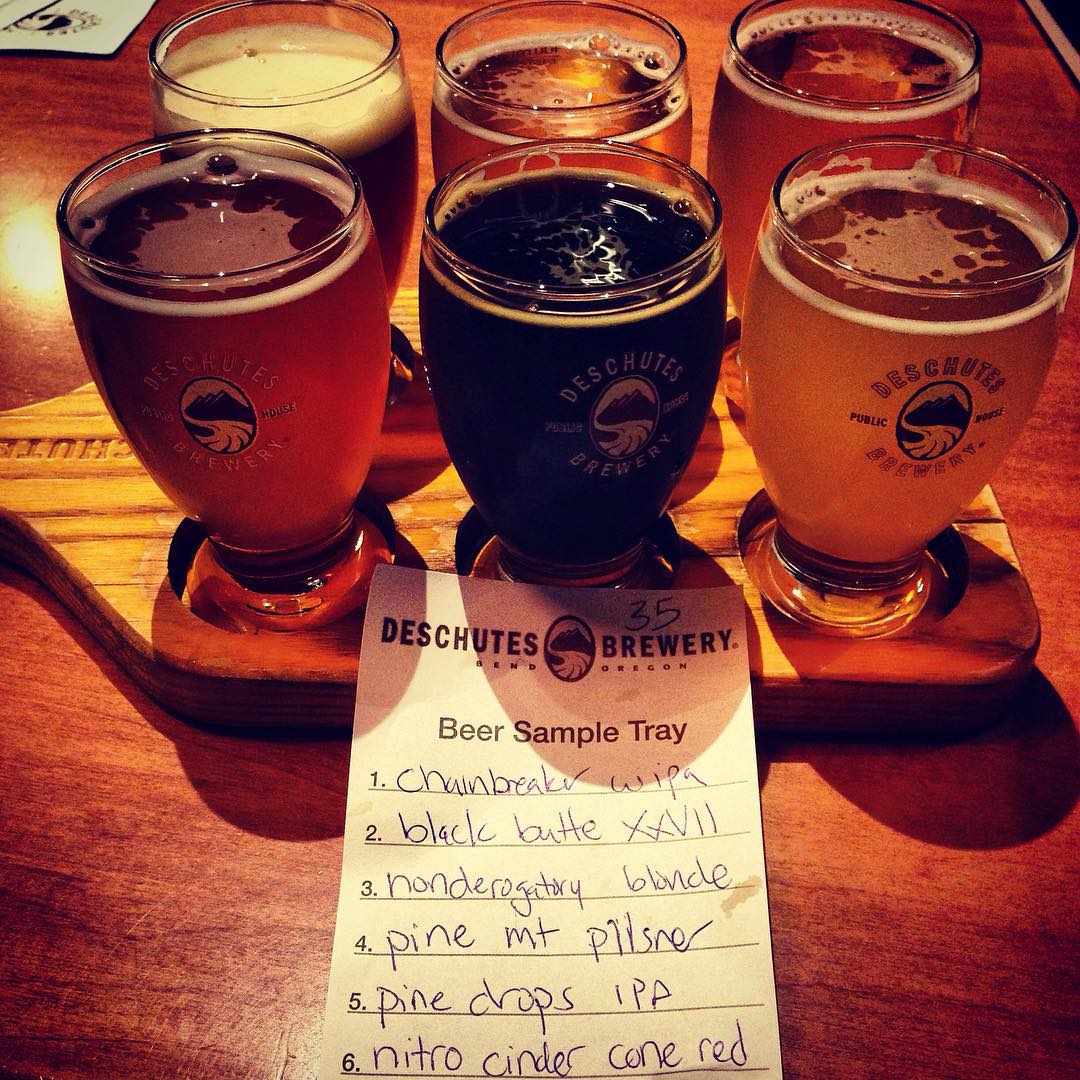 DESCHUTES
PUBLIC HOUSE
BREWERY
DESCHUTES
PUBLIC HOUSE
BREWERY
DESCHUTES
PUBLIC HOUSE
BREWERY
CHUTE
35
DESCHUTES BREWERY
BEND OREGON
Beer Sample Tray
1. Chainbreaker wipa
2. black butte XXVII
3. nonderogatory blonde
4. pine mt pillsner
5. pine drops IPA
6. nitro cinder cone red